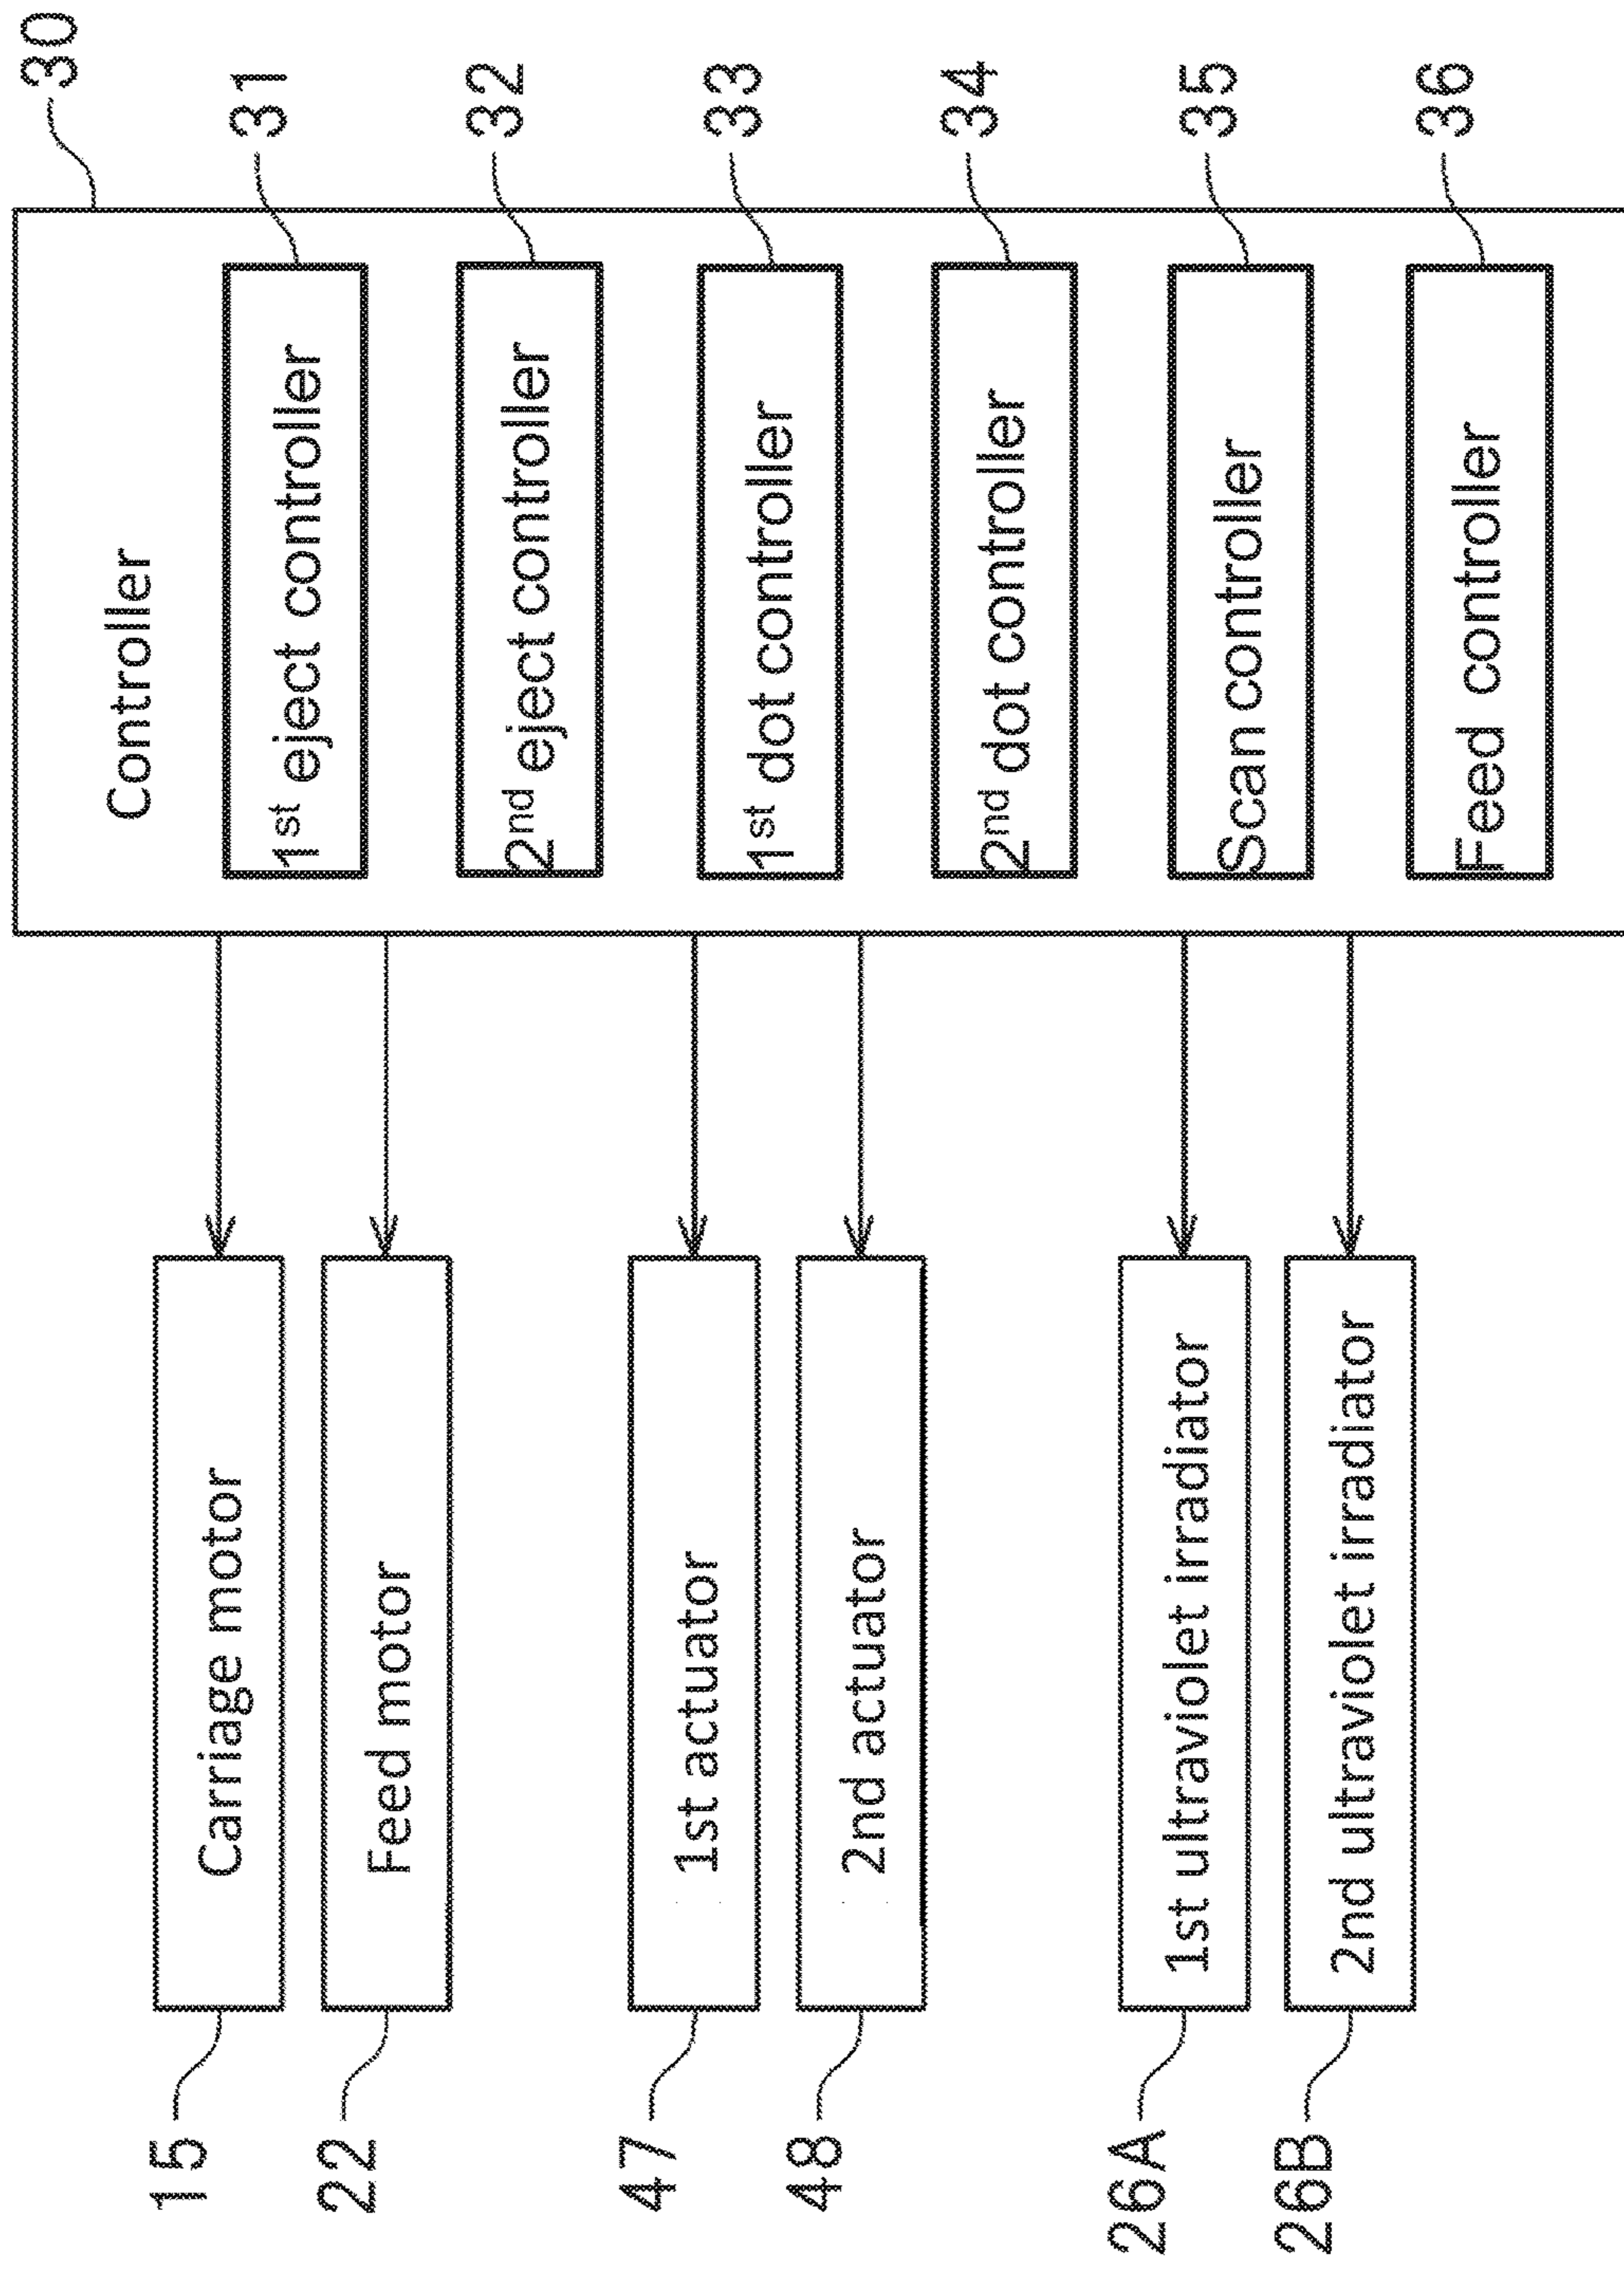 30
Controller
31
1st eject controller
32
2nd eject controller
33
1st dot controller
34
2nd dot controller
35
Scan controller
36
Feed controller
15
Carriage motor
22
Feed motor
47
1st actuator
48
2nd actuator
26A
1st ultraviolet irradiator
26B
2nd ultraviolet irradiator